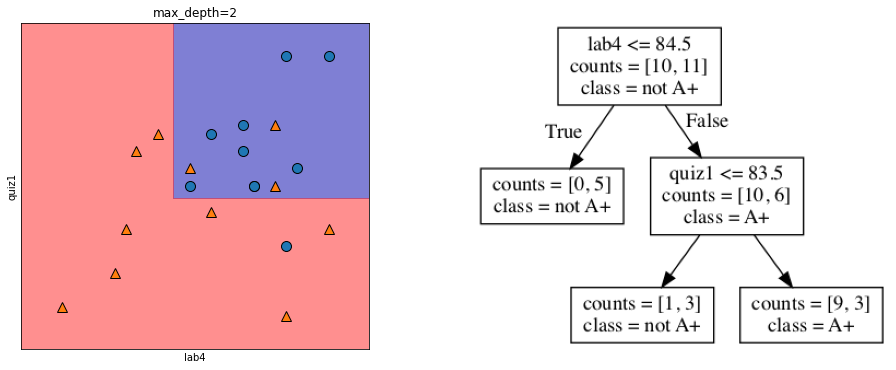 max_depth=2
quiz1
lab4
lab4 <= 84.5
counts = [10, 11]
class = not A+
True
False
counts = [0, 5]
class = not A+
quiz1 <= 83.5
counts = [10, 6]
class = A+
counts = [1, 3]
class = not A+
counts = [9, 3]
class = A+